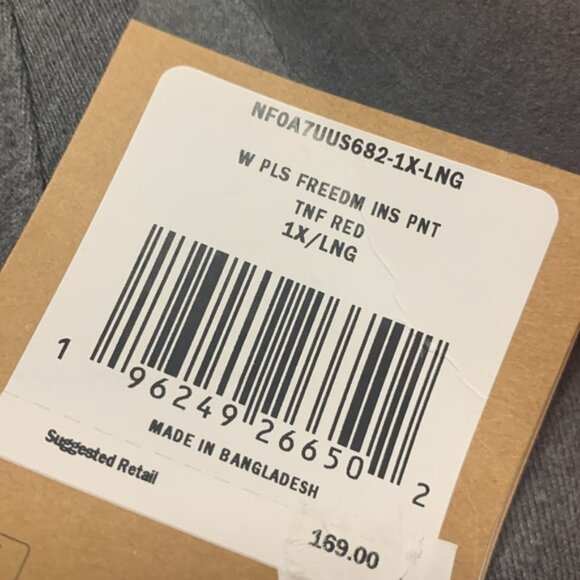 NF0A7UUS682-1X-LNG
W PLS FREEDM INS PNT
TNF RED
1X/LNG
1 96249 26650 2
MADE IN BANGLADESH
Suggested Retail
169.00